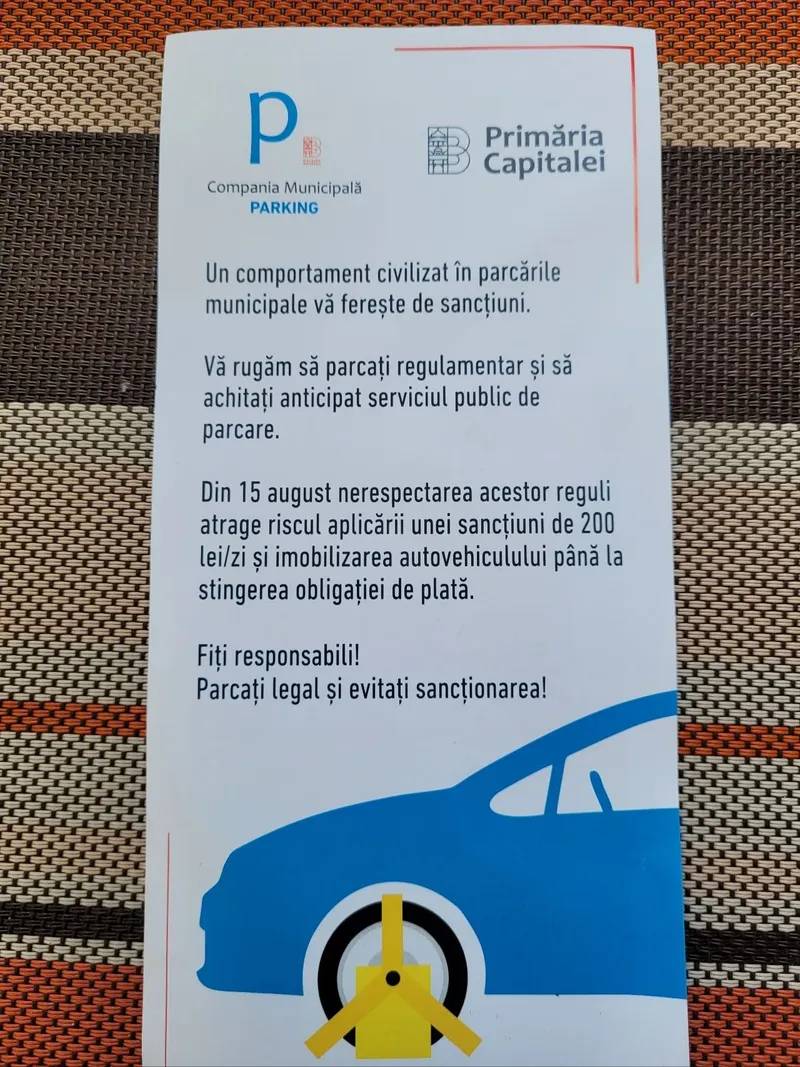 p
Compania Municipală
PARKING
B
Primăria
Capitalei
Un comportament civilizat în parcările
municipale vă ferește de sancțiuni.
Vă rugăm să parcați regulamentar și să
achitați anticipat serviciul public de
parcare.
Din 15 august nerespectarea acestor reguli
atrage riscul aplicării unei sancțiuni de 200
lei/zi și imobilizarea autovehiculului până la
stingerea obligației de plată.
Fiți responsabili!
Parcați legal și evitați sancționarea!